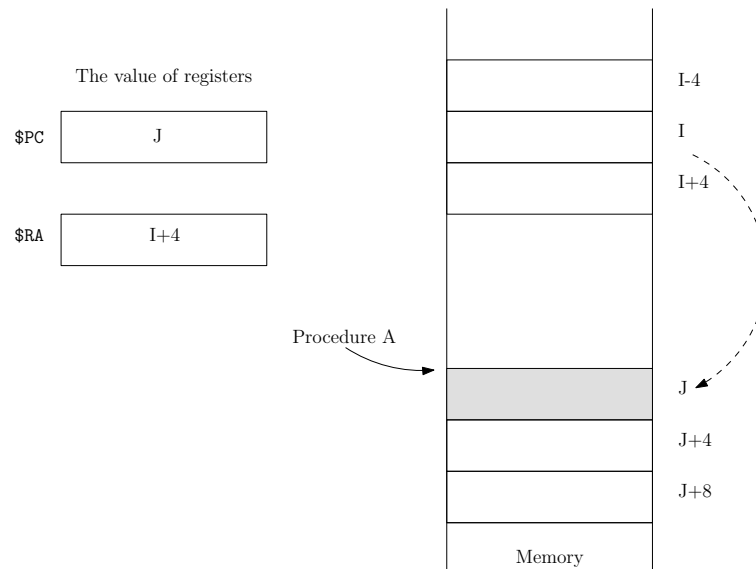 The value of registers
$PC
J
$RA
I+4
Procedure A
I-4
I
I+4
J
J+4
J+8
Memory